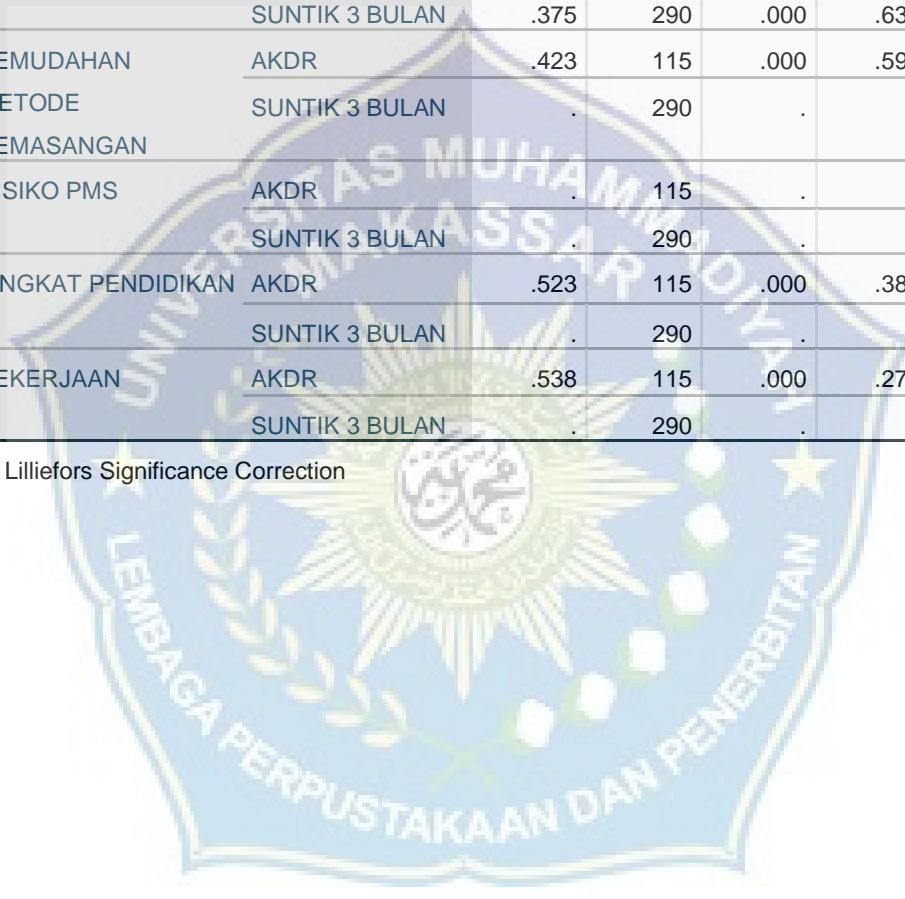 SUNTIK 3 BULAN .375 290 .000 .63
EMUDAHAN AKDR .423 115 .000 .59
ETODE SUNTIK 3 BULAN . 290 .
EMASANGAN
SIKO PMS AKDR . 115 .
SUNTIK 3 BULAN . 290 .
NGKAT PENDIDIKAN AKDR .523 115 .000 .38
SUNTIK 3 BULAN . 290 .
EKERJAAN AKDR .538 115 .000 .27
SUNTIK 3 BULAN . 290 .
Lilliefors Significance Correction
UNIVERSITAS MUHAMMADIYAH
MAKASSAR
LEMBAGA PERPUSTAKAAN DAN PENERBITAN